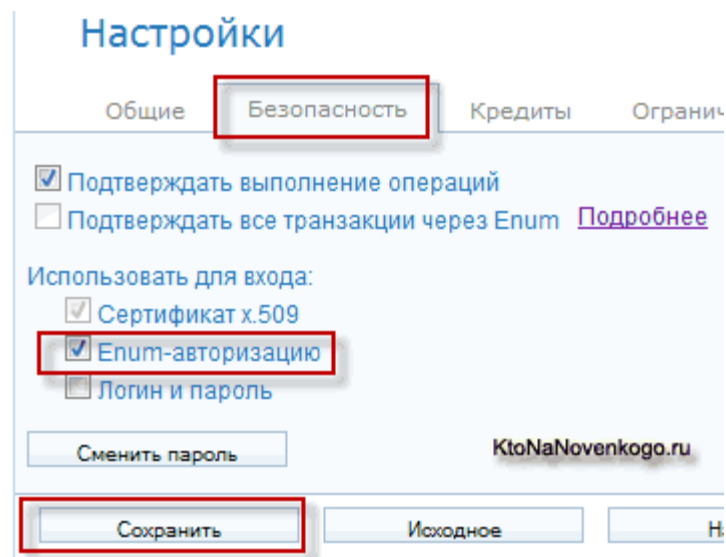 Настройки
Общие Безопасность Кредиты
Подтверждать выполнение операций
Подтверждать все транзакции через Enum Подробнее
Использовать для входа:
Сертификат x.509
Enum-авторизацию
Логин и пароль
Сменить пароль KtoNaNovenkogo.ru
Сохранить Исходное